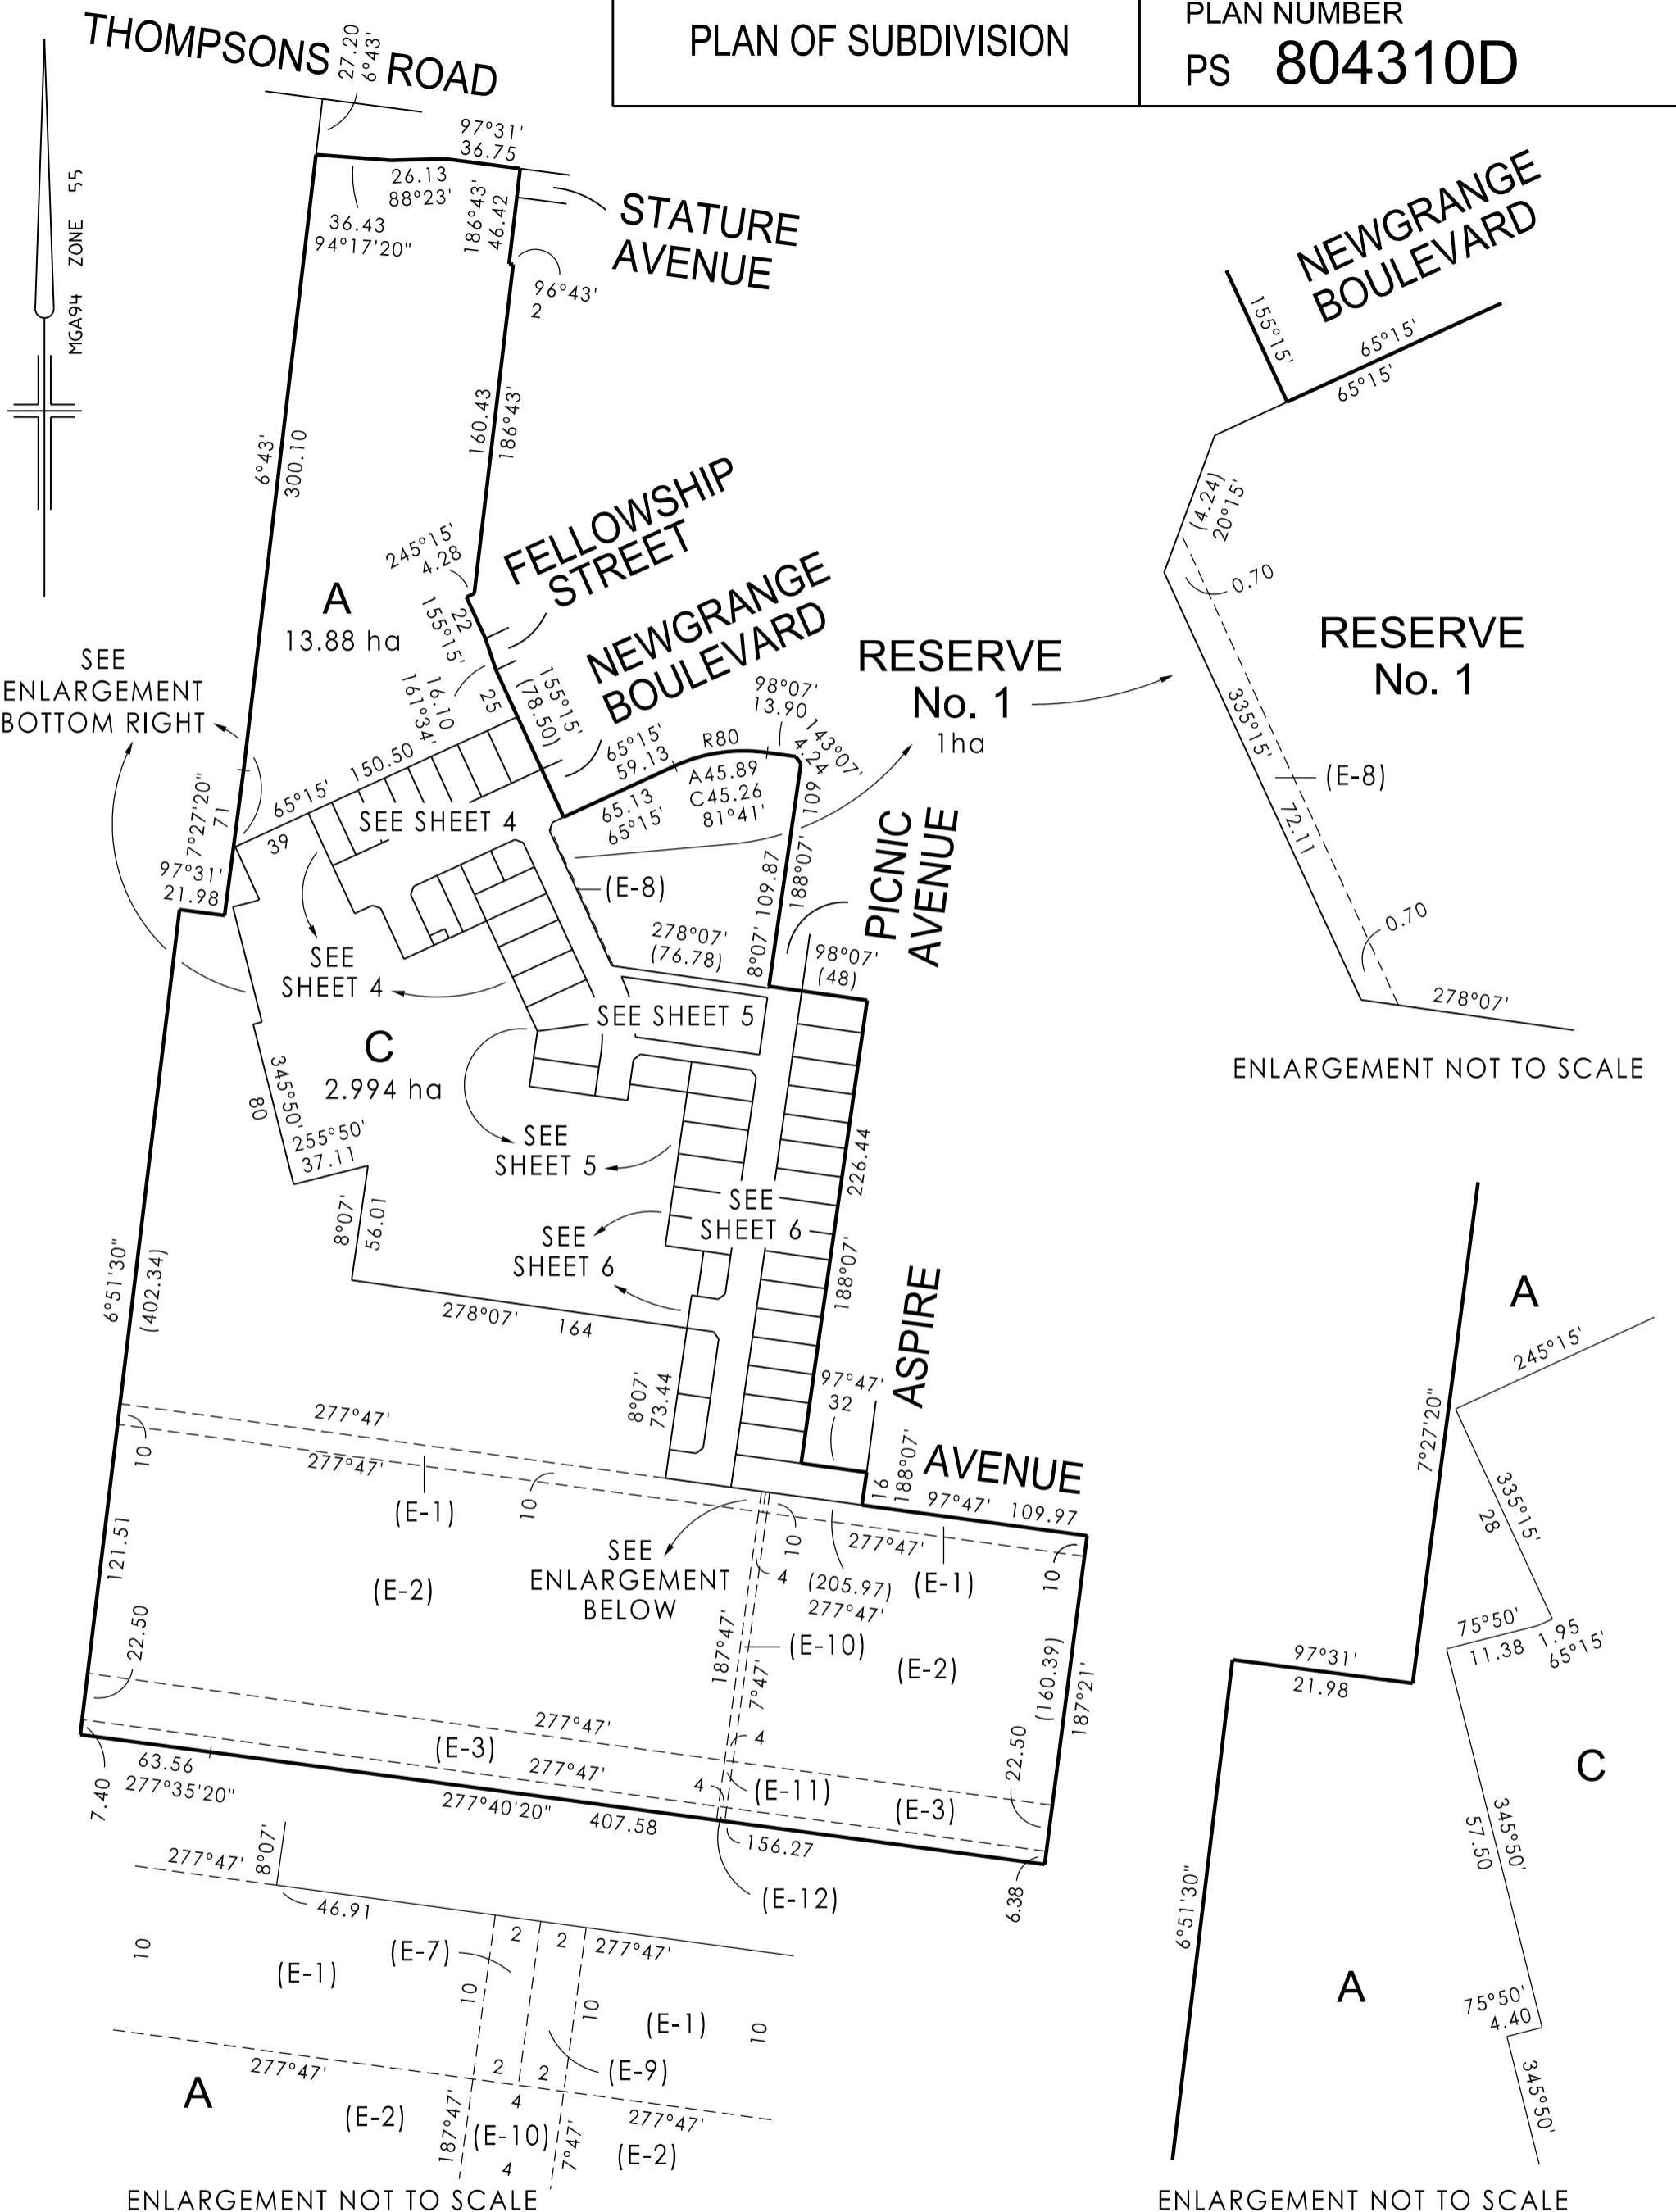 PLAN OF SUBDIVISION
PLAN NUMBER
PS 804310D
THOMPSONS ROAD
27.20
6°43'
MGA94 ZONE 55
97°31'
36.75
26.13
88°23'
36.43
94°17'20"
186°43'
46.42
STATURE
AVENUE
96°43'
2
6°43'
300.10
160.43
186°43'
245°15'
4.28
FELLOWSHIP
STREET
A
13.88 ha
22
155°15'
NEWGRANGE
BOULEVARD
16.10
161°34'
25
155°15'
(78.50)
SEE
ENLARGEMENT
BOTTOM RIGHT
RESERVE
No. 1
1ha
98°07'
13.90
143°07'
4.24
R80
65°15'
59.13
A45.89
C45.26
81°41'
65.13
65°15'
109
188°07'
109.87
8°07'
150.50
65°15'
39
7°27'20"
71
97°31'
21.98
SEE SHEET 4
(E-8)
PICNIC
AVENUE
278°07'
(76.78)
98°07'
(48)
SEE
SHEET 4
SEE SHEET 5
C
2.994 ha
345°50'
80
255°50'
37.11
8°07'
56.01
SEE
SHEET 5
SEE
SHEET 6
SEE
SHEET 6
226.44
188°07'
6°51'30"
(402.34)
278°07' 164
8°07'
73.44
97°47'
32
ASPIRE
AVENUE
16
188°07'
97°47' 109.97
277°47'
277°47'
10
(E-1)
10
SEE
ENLARGEMENT
BELOW
10
277°47'
4
(205.97)
277°47'
(E-1)
10
121.51
(E-2)
187°47'
(E-10)
7°47'
(E-2)
(160.39)
187°21'
22.50
277°47'
4
(E-3)
277°47'
4
(E-11)
(E-3)
22.50
7.40
63.56
277°35'20"
277°40'20" 407.58
156.27
(E-12)
6.38
277°47'
8°07'
46.91
10
(E-1)
(E-7)
2
2
277°47'
10
10
(E-1)
10
277°47'
2
2
(E-9)
A
(E-2)
187°47'
4
(E-10)
4
7°47'
277°47'
(E-2)
ENLARGEMENT NOT TO SCALE
NEWGRANGE
BOULEVARD
155°15'
65°15'
65°15'
(4.24)
20°15'
0.70
RESERVE
No. 1
335°15'
(E-8)
72.11
0.70
278°07'
ENLARGEMENT NOT TO SCALE
A
245°15'
7°27'20"
335°15'
28
75°50'
11.38
1.95
65°15'
97°31'
21.98
C
345°50'
57.50
6°51'30"
A
75°50'
4.40
345°50'
ENLARGEMENT NOT TO SCALE